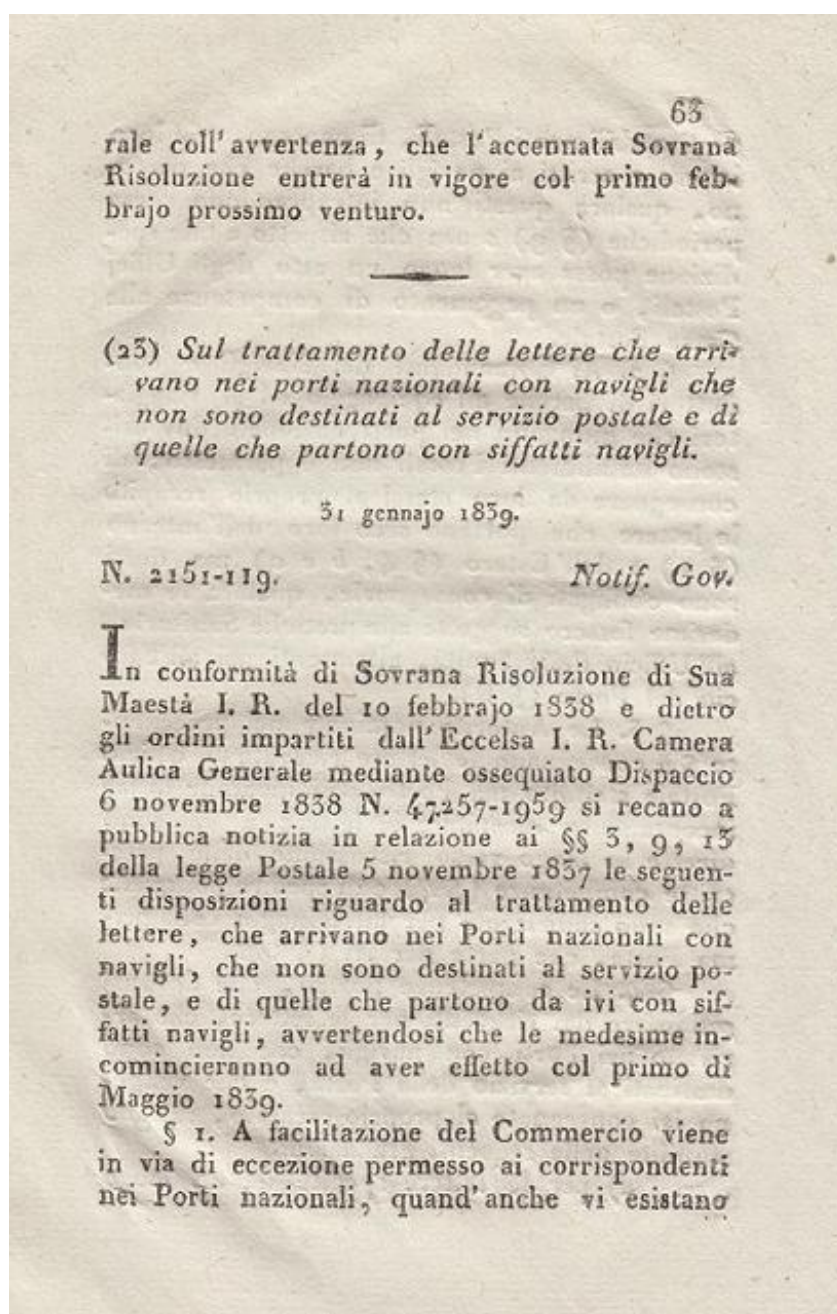 63
rale coll'avvertenza, che l'accennata Sovrana
Risoluzione entrerà in vigore col primo feb-
brajo prossimo venturo.
(23) Sul trattamento delle lettere che arri-
vano nei porti nazionali con navigli che
non sono destinati al servizio postale e di
quelle che partono con siffatti navigli.
31 gennajo 1839.
N. 2151-119. Notif. Gov.
In conformità di Sovrana Risoluzione di Sua
Maestà I. R. del 10 febbrajo 1838 e dietro
gli ordini impartiti dall'Eccelsa I. R. Camera
Aulica Generale mediante ossequiato Dispaccio
6 novembre 1838 N. 47257-1959 si recano a
pubblica notizia in relazione ai §§ 3, 9, 13
della legge Postale 5 novembre 1837 le seguen-
ti disposizioni riguardo al trattamento delle
lettere, che arrivano nei Porti nazionali con
navigli, che non sono destinati al servizio po-
stale, e di quelle che partono da ivi con sif-
fatti navigli, avvertendosi che le medesime in-
comincieranno ad aver effetto col primo di
Maggio 1839.
§ 1. A facilitazione del Commercio viene
in via di eccezione permesso ai corrispondenti
nei Porti nazionali, quand'anche vi esistano